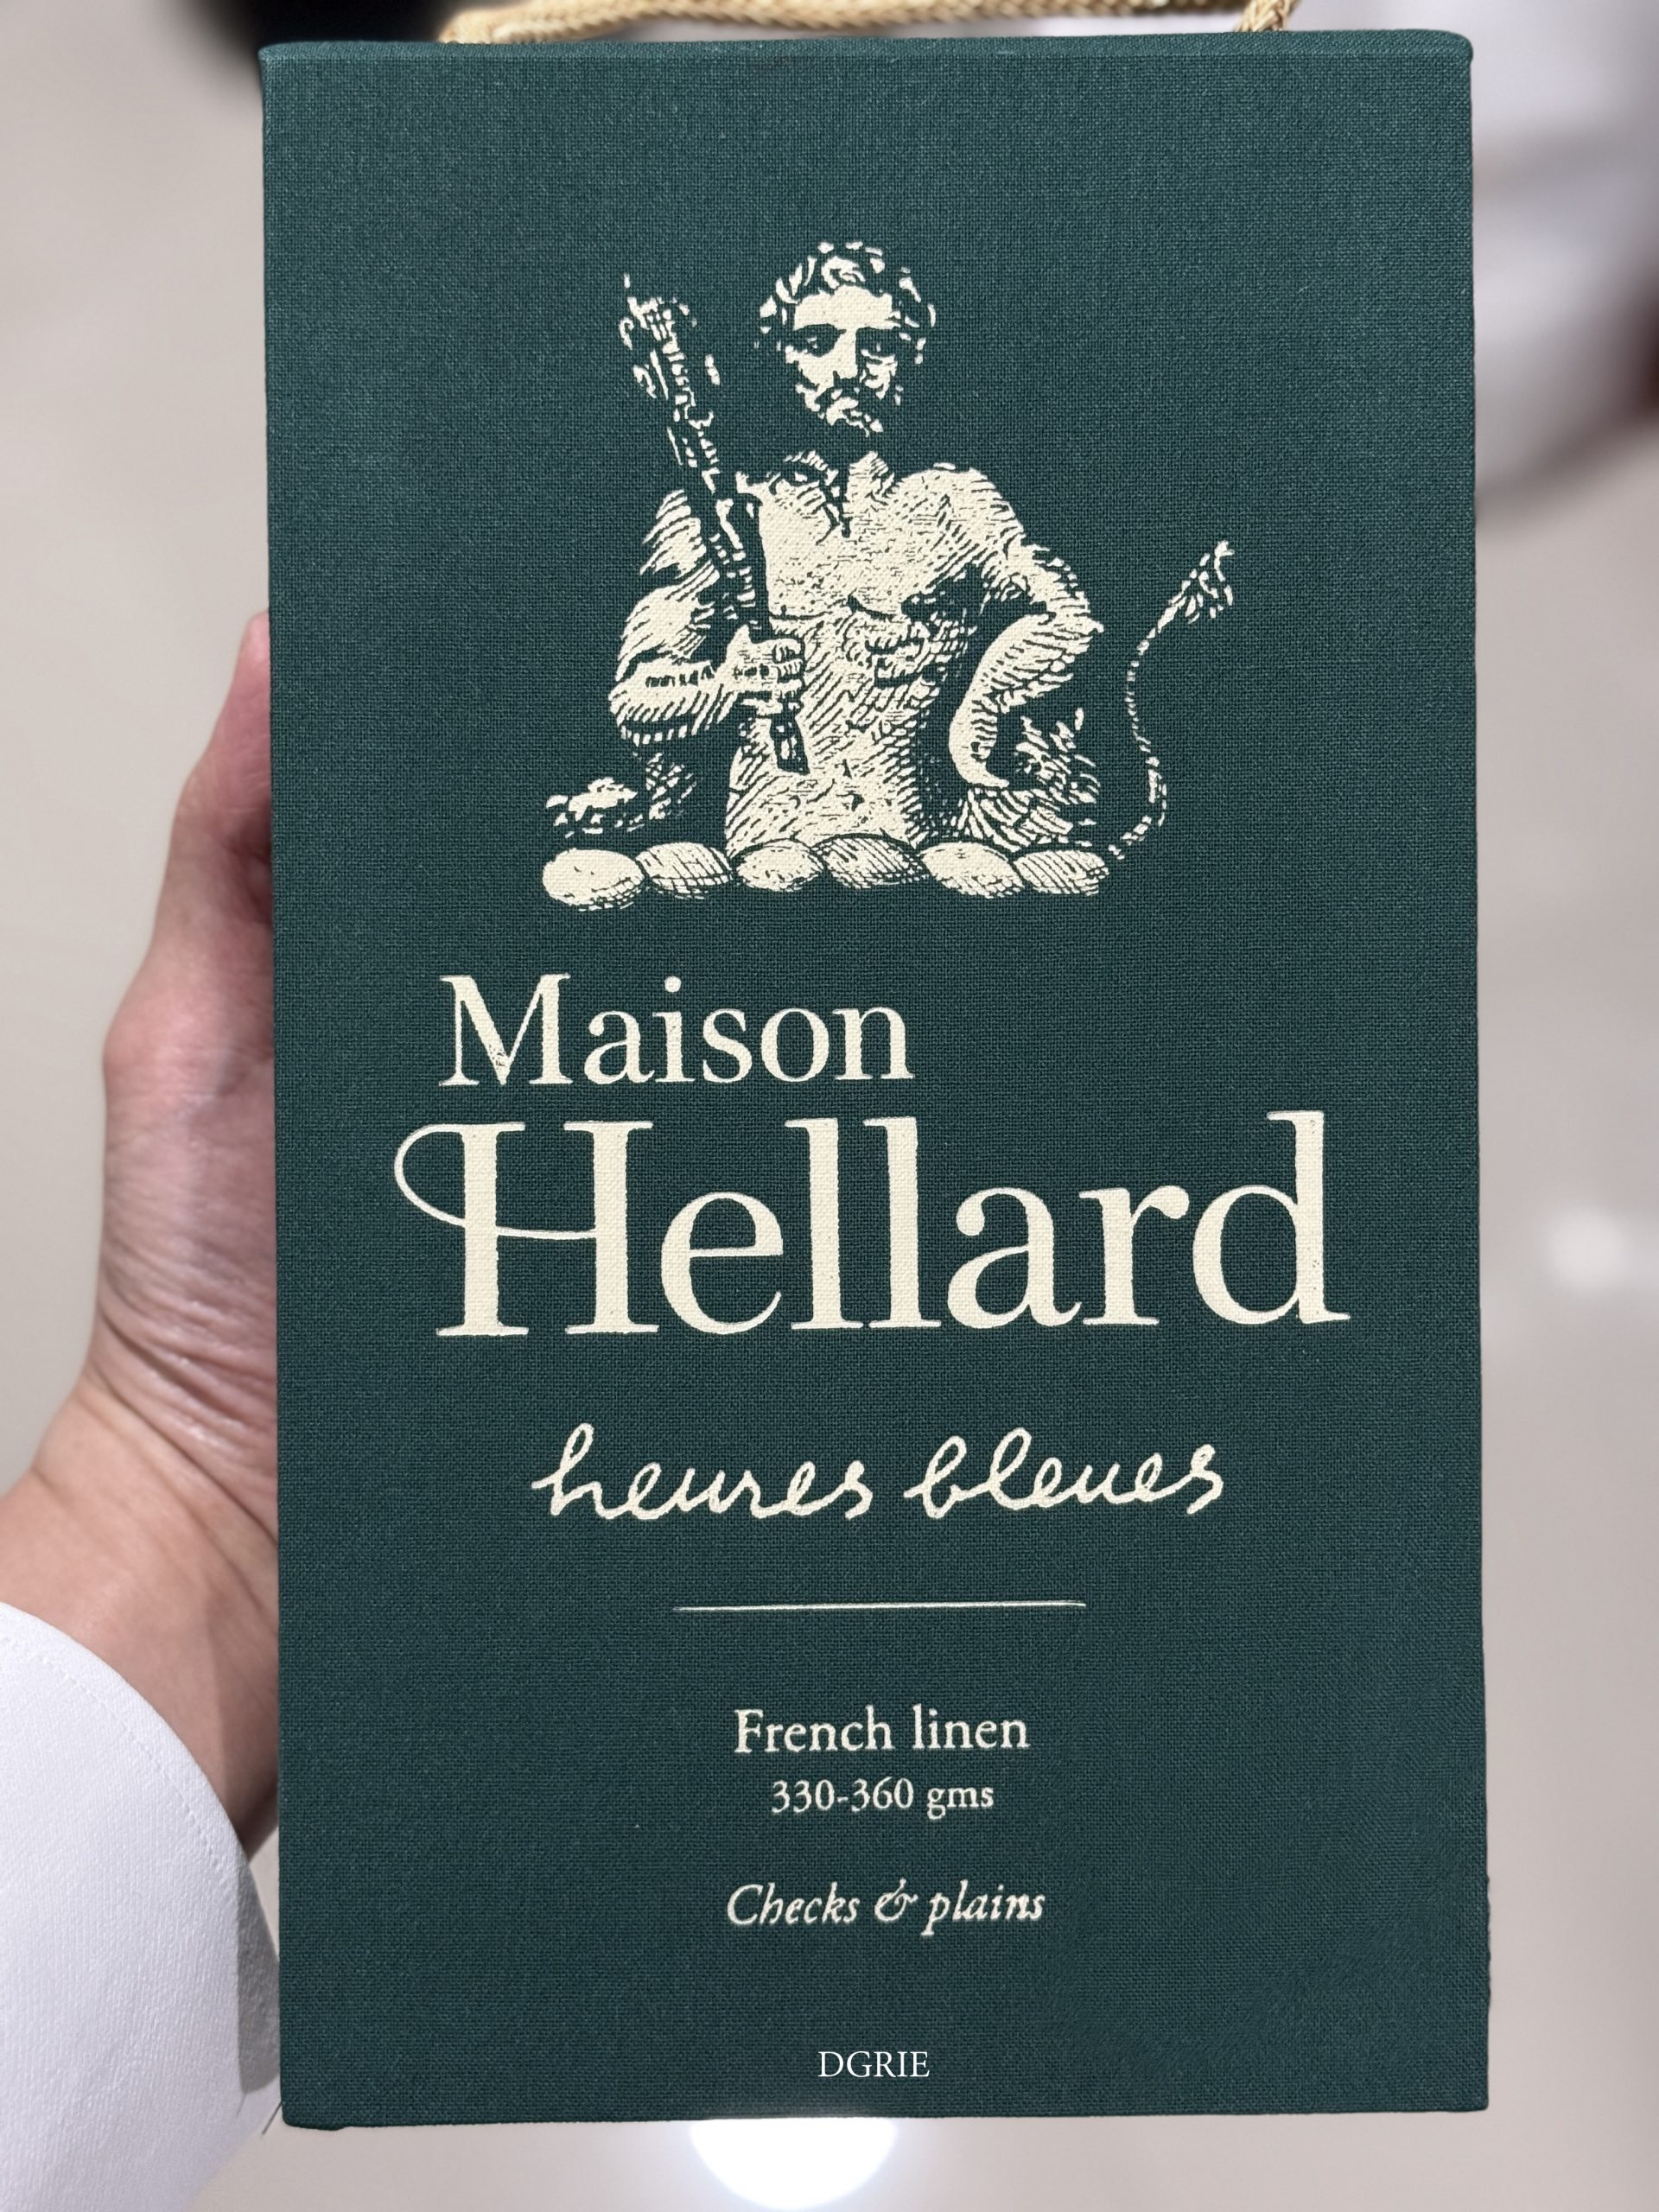 Maison
Hellard
heures bleues
French linen
330-360 gms
Checks & plains
DGRIE